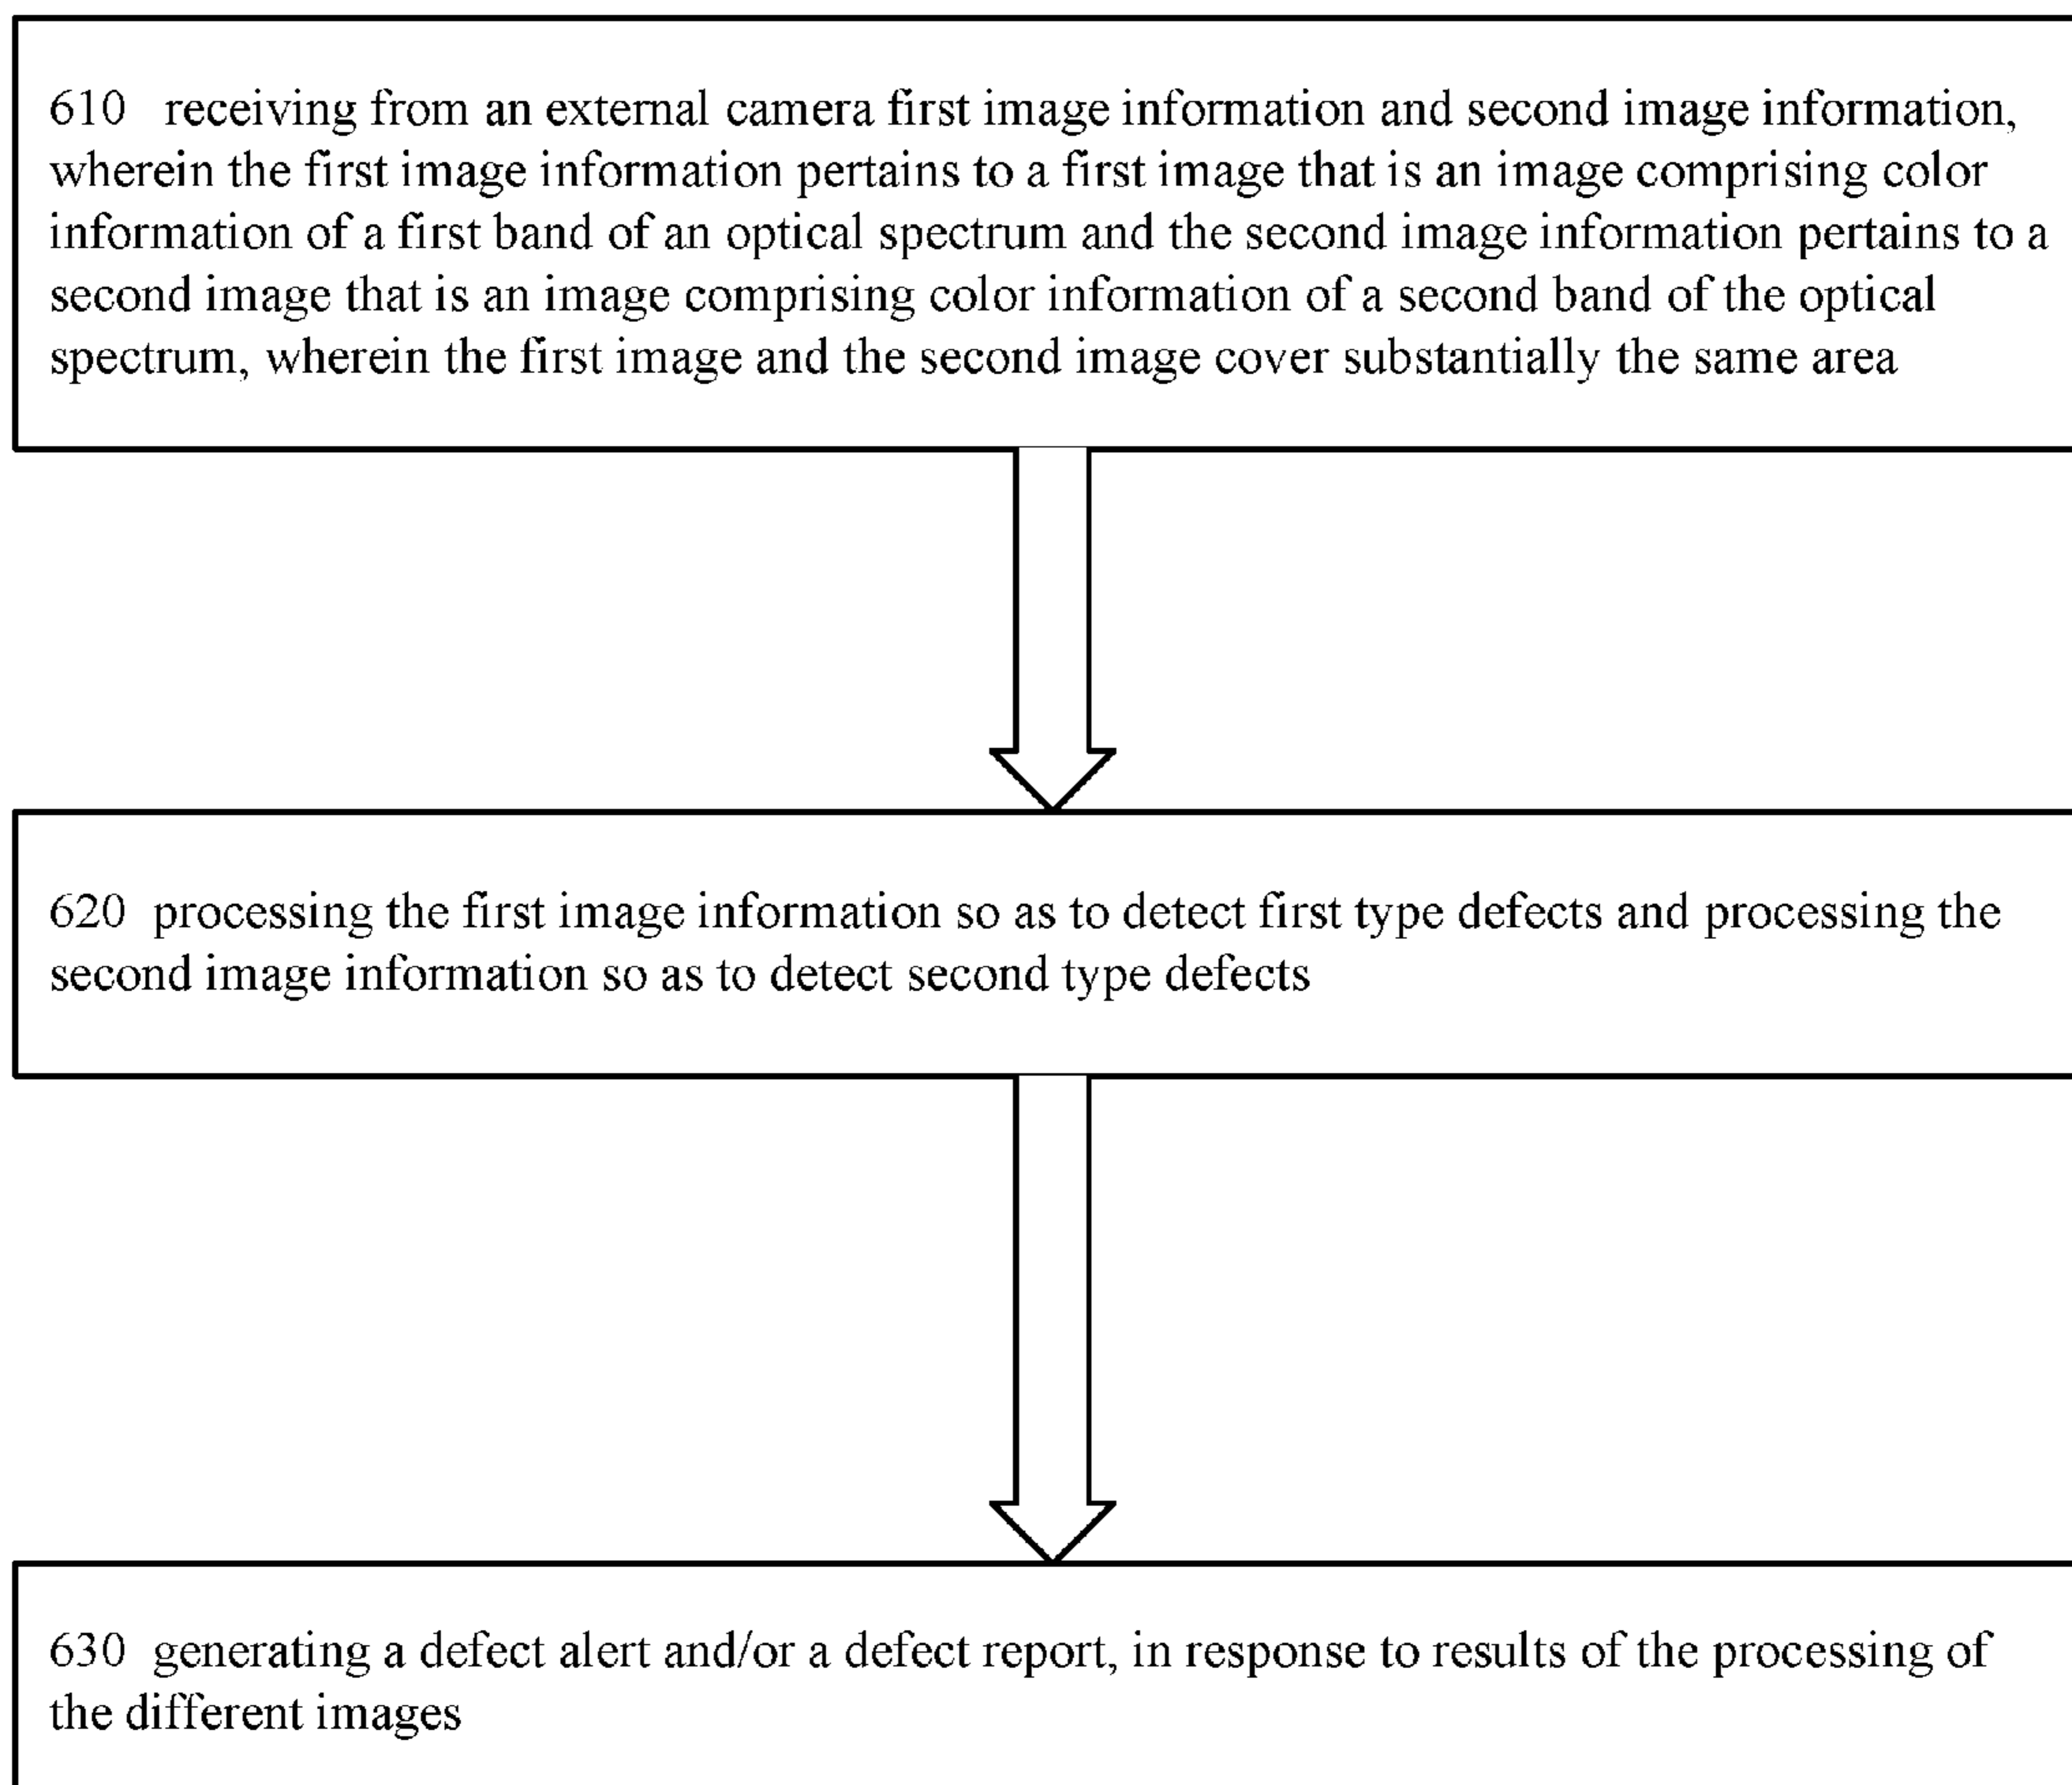 610 receiving from an external camera first image information and second image information,
wherein the first image information pertains to a first image that is an image comprising color
information of a first band of an optical spectrum and the second image information pertains to a
second image that is an image comprising color information of a second band of the optical
spectrum, wherein the first image and the second image cover substantially the same area
620 processing the first image information so as to detect first type defects and processing the
second image information so as to detect second type defects
630 generating a defect alert and/or a defect report, in response to results of the processing of
the different images